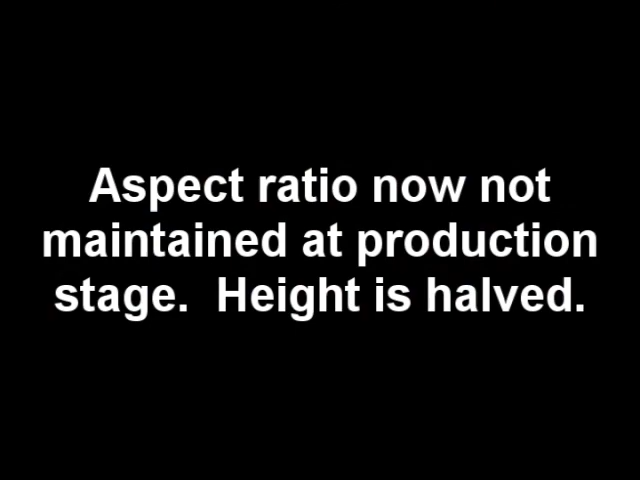 Aspect ratio now not
maintained at production
stage.  Height is halved.